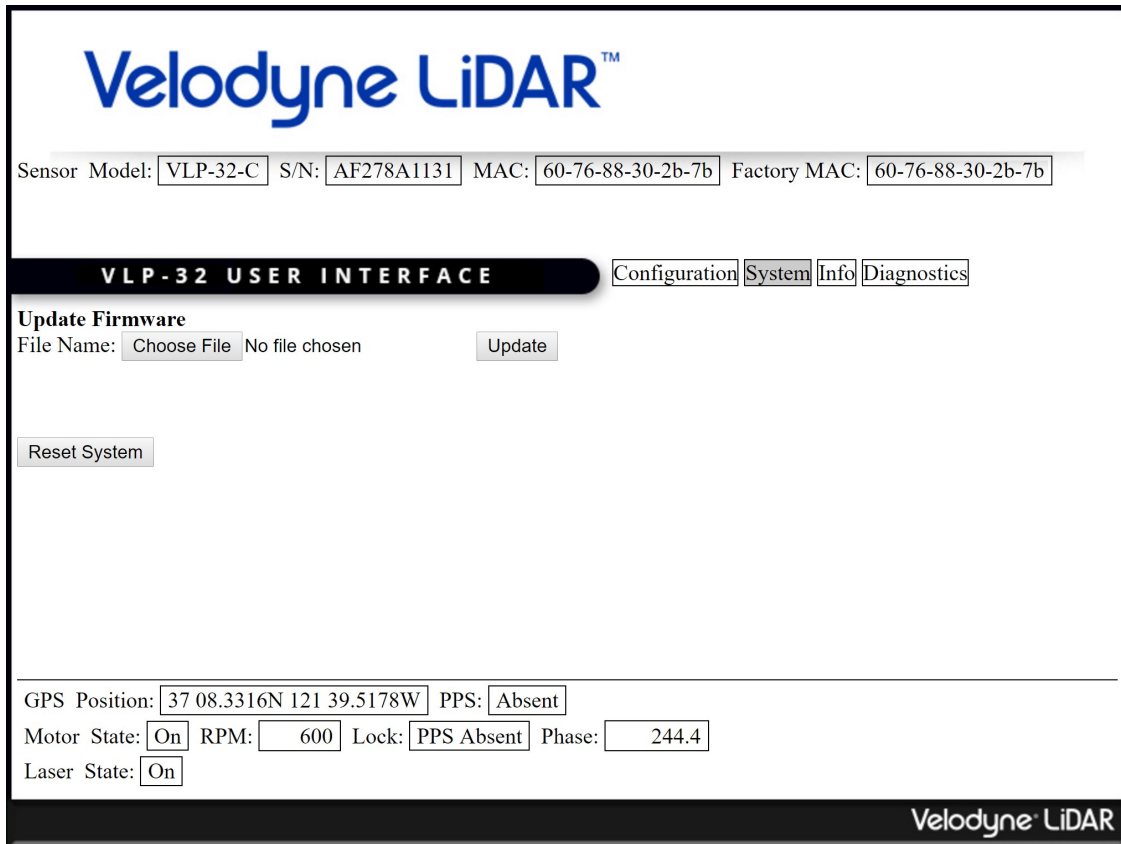 Velodyne LiDAR™
Sensor Model: VLP-32-C S/N: AF278A1131 MAC: 60-76-88-30-2b-7b Factory MAC: 60-76-88-30-2b-7b
VLP-32 USER INTERFACE Configuration System Info Diagnostics
Update Firmware
File Name: Choose File No file chosen Update
Reset System
GPS Position: 37 08.3316N 121 39.5178W PPS: Absent
Motor State: On RPM: 600 Lock: PPS Absent Phase: 244.4
Laser State: On
Velodyne LiDAR